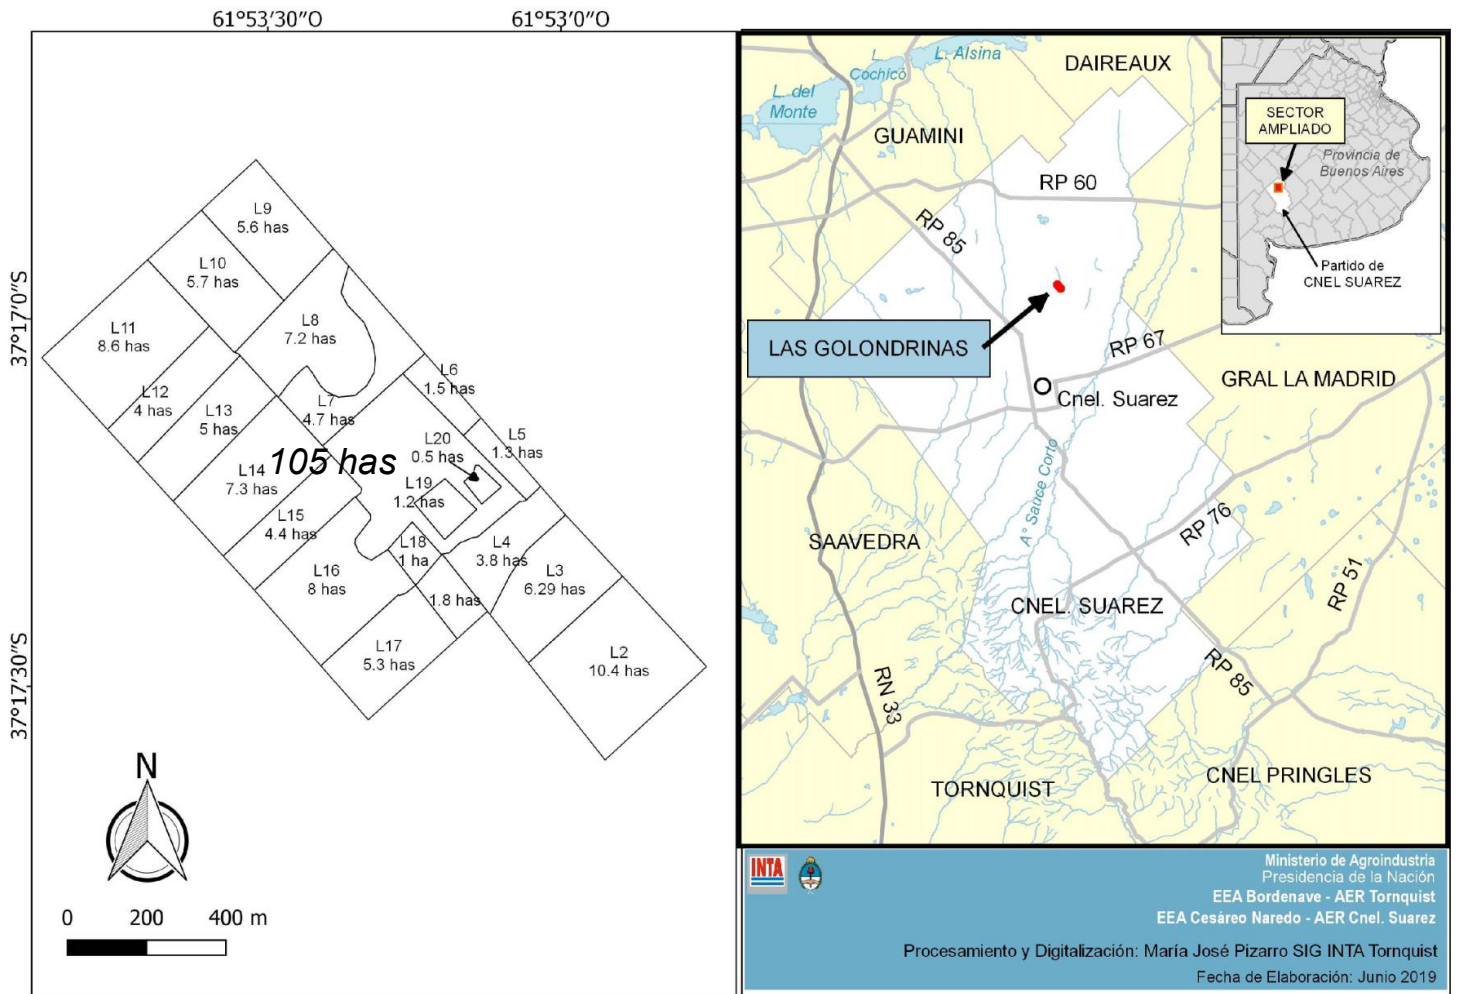 61°53'30"O
61°53'0"O
37°17'0"S
37°17'30"S
L9
5.6 has
L10
5.7 has
L11
8.6 has
L8
7.2 has
L12
4 has
L13
5 has
L7
4.7 has
L6
1.5 has
L5
1.3 has
L20
0.5 has
105 has
L14
7.3 has
L19
1.2 has
L15
4.4 has
L18
1 ha
L4
3.8 has
L3
6.29 has
L16
8 has
1.8 has
L17
5.3 has
L2
10.4 has
N
0 200 400 m
L. Alsina
L.
Cochicó
L. del
Monte
DAIREAUX
GUAMINI
RP 60
RP 85
LAS GOLONDRINAS
RP 67
Cnel. Suarez
GRAL LA MADRID
A° Sauce Corto
RP 76
SAAVEDRA
RP 51
CNEL. SUAREZ
RP 85
RN 33
TORNQUIST
CNEL PRINGLES
SECTOR
AMPLIADO
Provincia de
Buenos Aires
Partido de
CNEL SUAREZ
INTA
Ministerio de Agroindustria
Presidencia de la Nación
EEA Bordenave - AER Tornquist
EEA Cesáreo Naredo - AER Cnel. Suarez
Procesamiento y Digitalización: María José Pizarro SIG INTA Tornquist
Fecha de Elaboración: Junio 2019